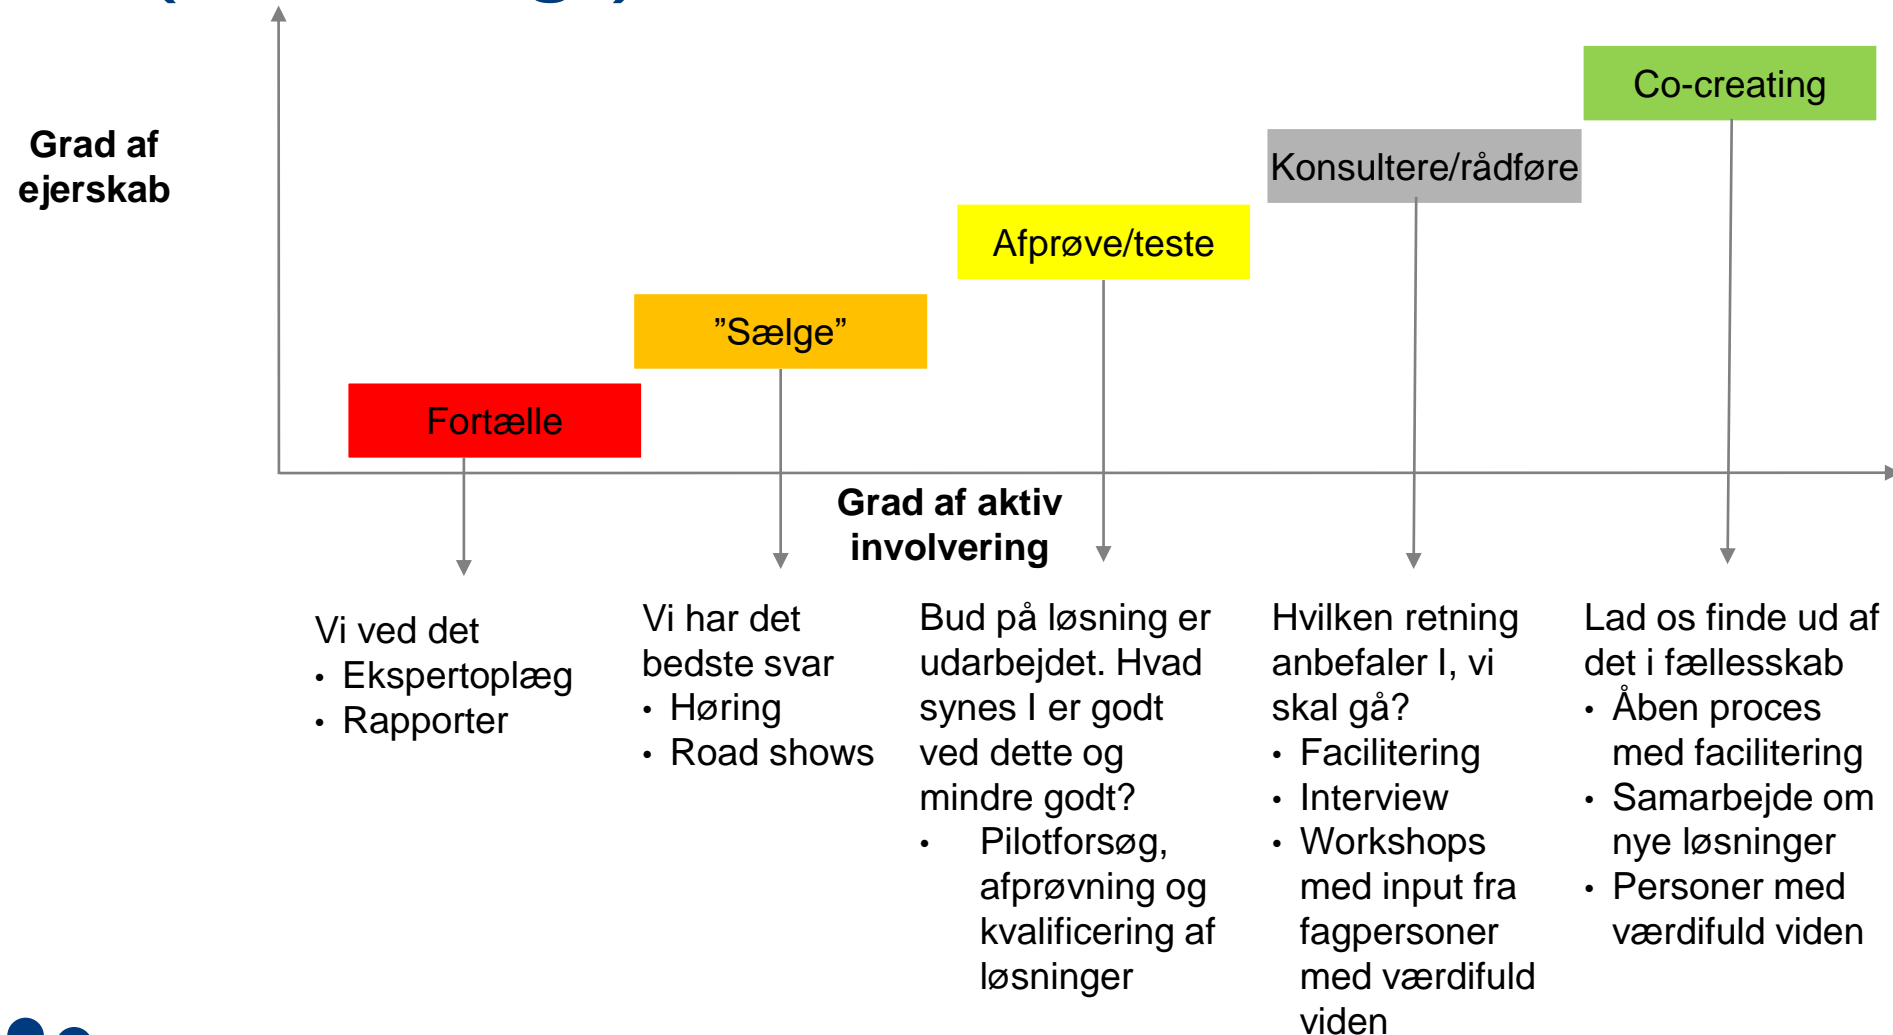 Co-creating
Grad af
ejerskab
Konsultere/rådføre
Afprøve/teste
”Sælge”
Fortælle
Grad af aktiv
involvering
Vi ved det
• Ekspertoplæg
• Rapporter
Vi har det
bedste svar
• Høring
• Road shows
Bud på løsning er
udarbejdet. Hvad
synes I er godt
ved dette og
mindre godt?
• Pilotforsøg,
afprøvning og
kvalificering af
løsninger
Hvilken retning
anbefaler I, vi
skal gå?
• Facilitering
• Interview
• Workshops
med input fra
fagpersoner
med værdifuld
viden
Lad os finde ud af
det i fællesskab
• Åben proces
med facilitering
• Samarbejde om
nye løsninger
• Personer med
værdifuld viden